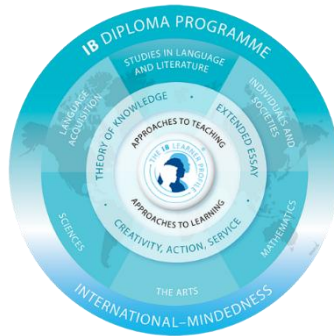 IB DIPLOMA PROGRAMME
STUDIES IN LANGUAGE
AND LITERATURE
LANGUAGE
ACQUISITION
INDIVIDUALS AND
SOCIETIES
THEORY OF KNOWLEDGE
EXTENDED ESSAY
APPROACHES TO TEACHING
THE IB LEARNER PROFILE
APPROACHES TO LEARNING
CREATIVITY, ACTION, SERVICE
SCIENCES
MATHEMATICS
THE ARTS
INTERNATIONAL-MINDEDNESS